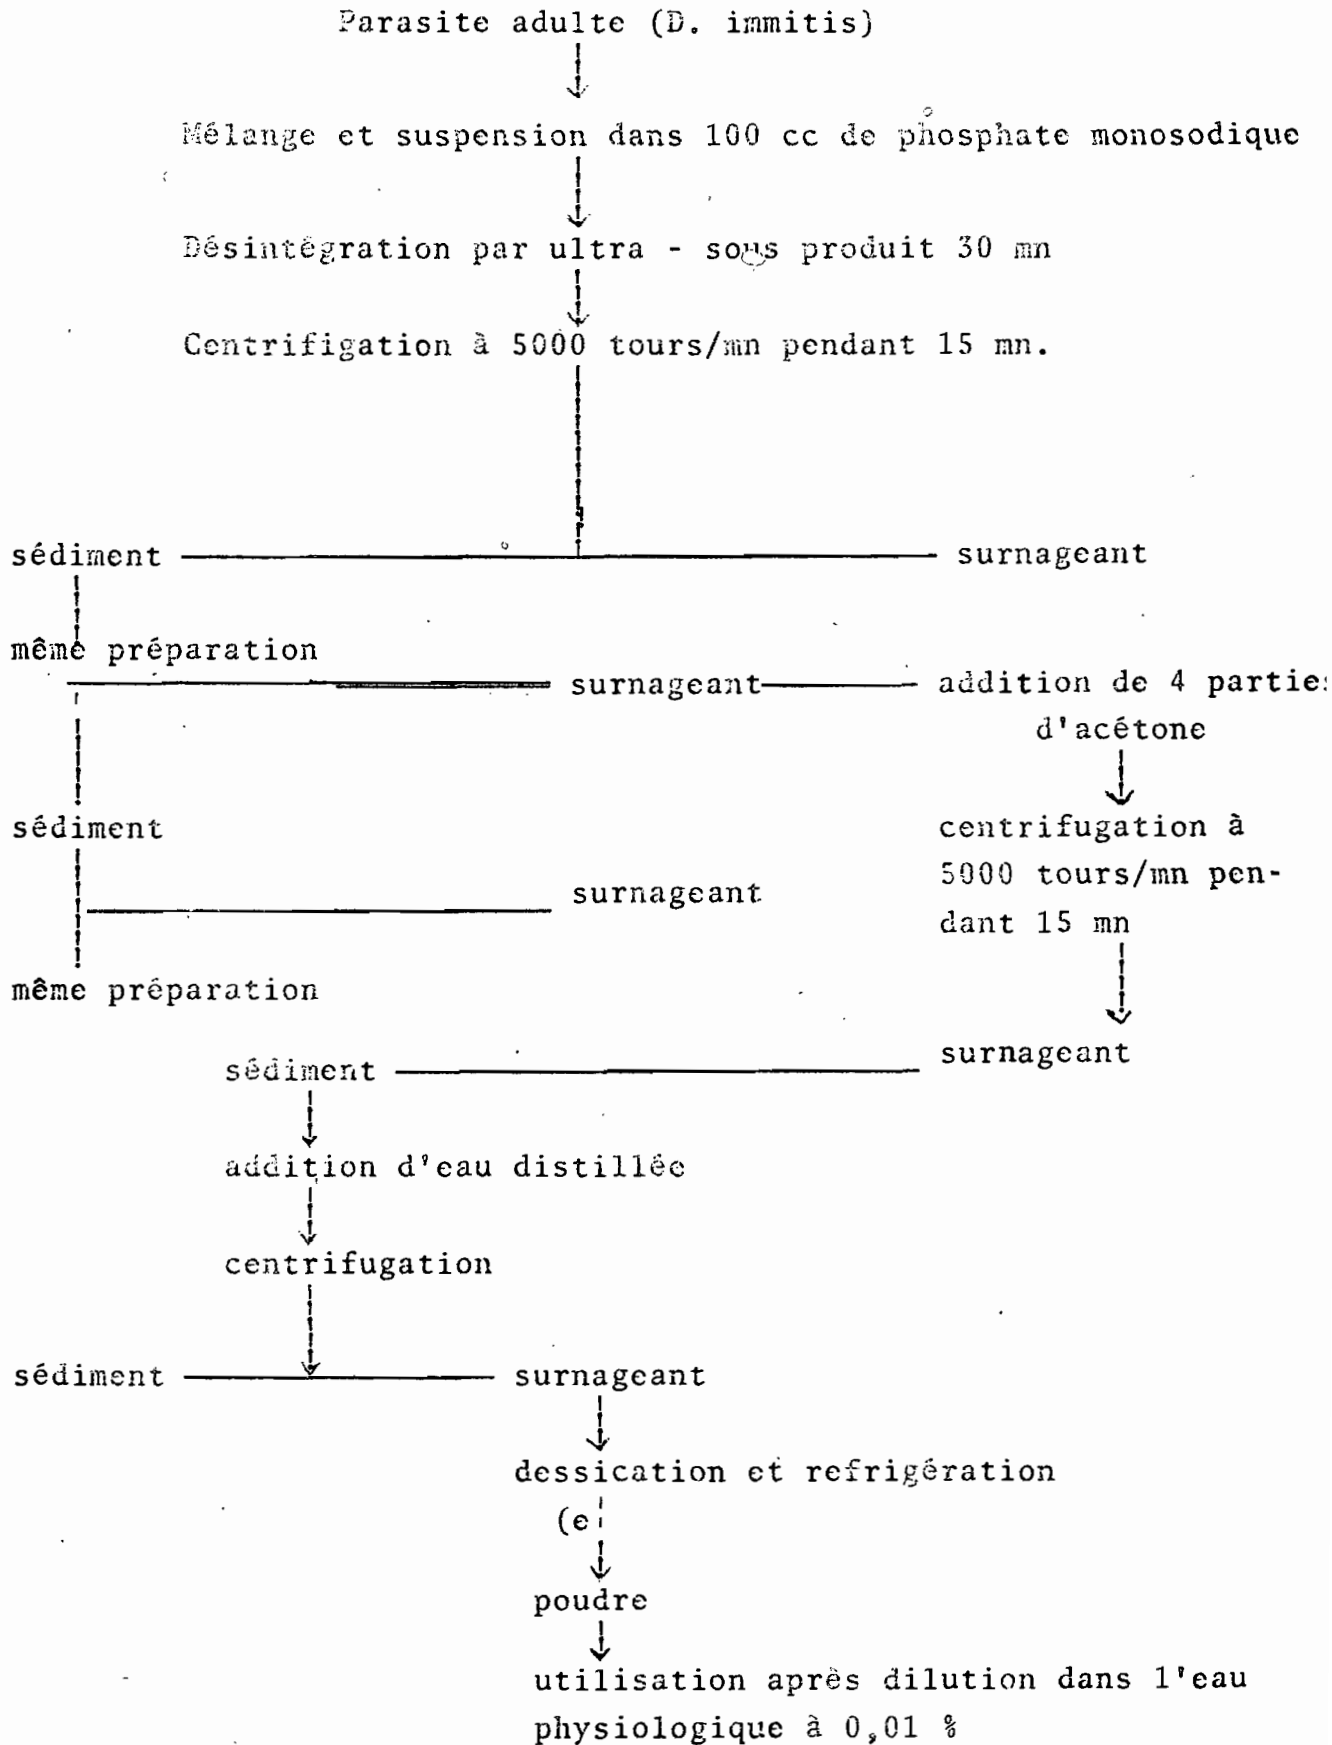 Parasite adulte (D. immitis)
Mélange et suspension dans 100 cc de phosphate monosodique
Désintégration par ultra - sous produit 30 mn
Centrifigation à 5000 tours/mn pendant 15 mn.
sédiment surnageant
même préparation
surnageant addition de 4 parties
d'acétone
sédiment centrifugation à
5000 tours/mn pen-
surnageant
dant 15 mn
même préparation
surnageant
sédiment
addition d'eau distillée
centrifugation
sédiment surnageant
dessication et refrigération
(e
poudre
utilisation après dilution dans l'eau
physiologique à 0,01 %